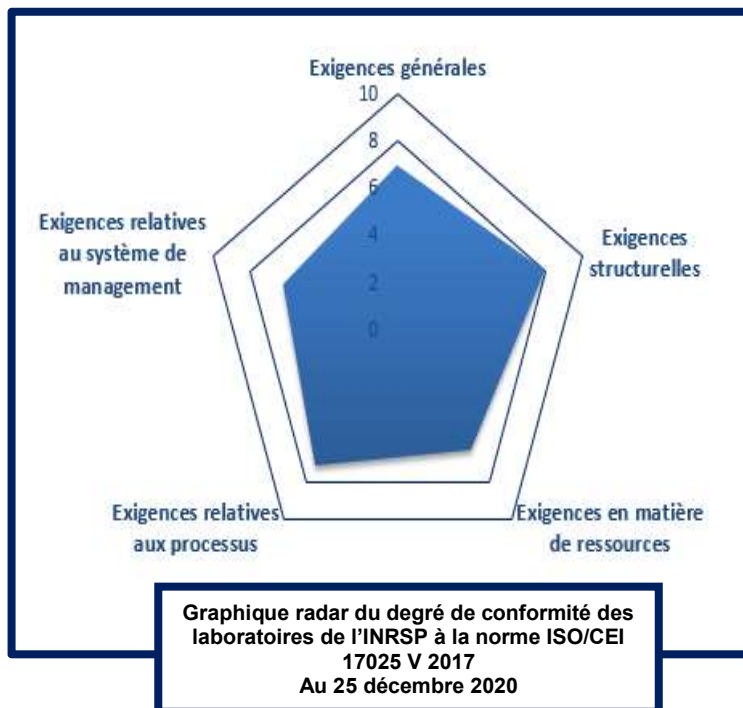 Exigences générales
10
8
6
4
2
0
Exigences relatives
au système de
management
Exigences
structurelles
Exigences relatives
aux processus
Exigences en matière
de ressources
Graphique radar du degré de conformité des
laboratoires de l'INRSP à la norme ISO/CEI
17025 V 2017
Au 25 décembre 2020